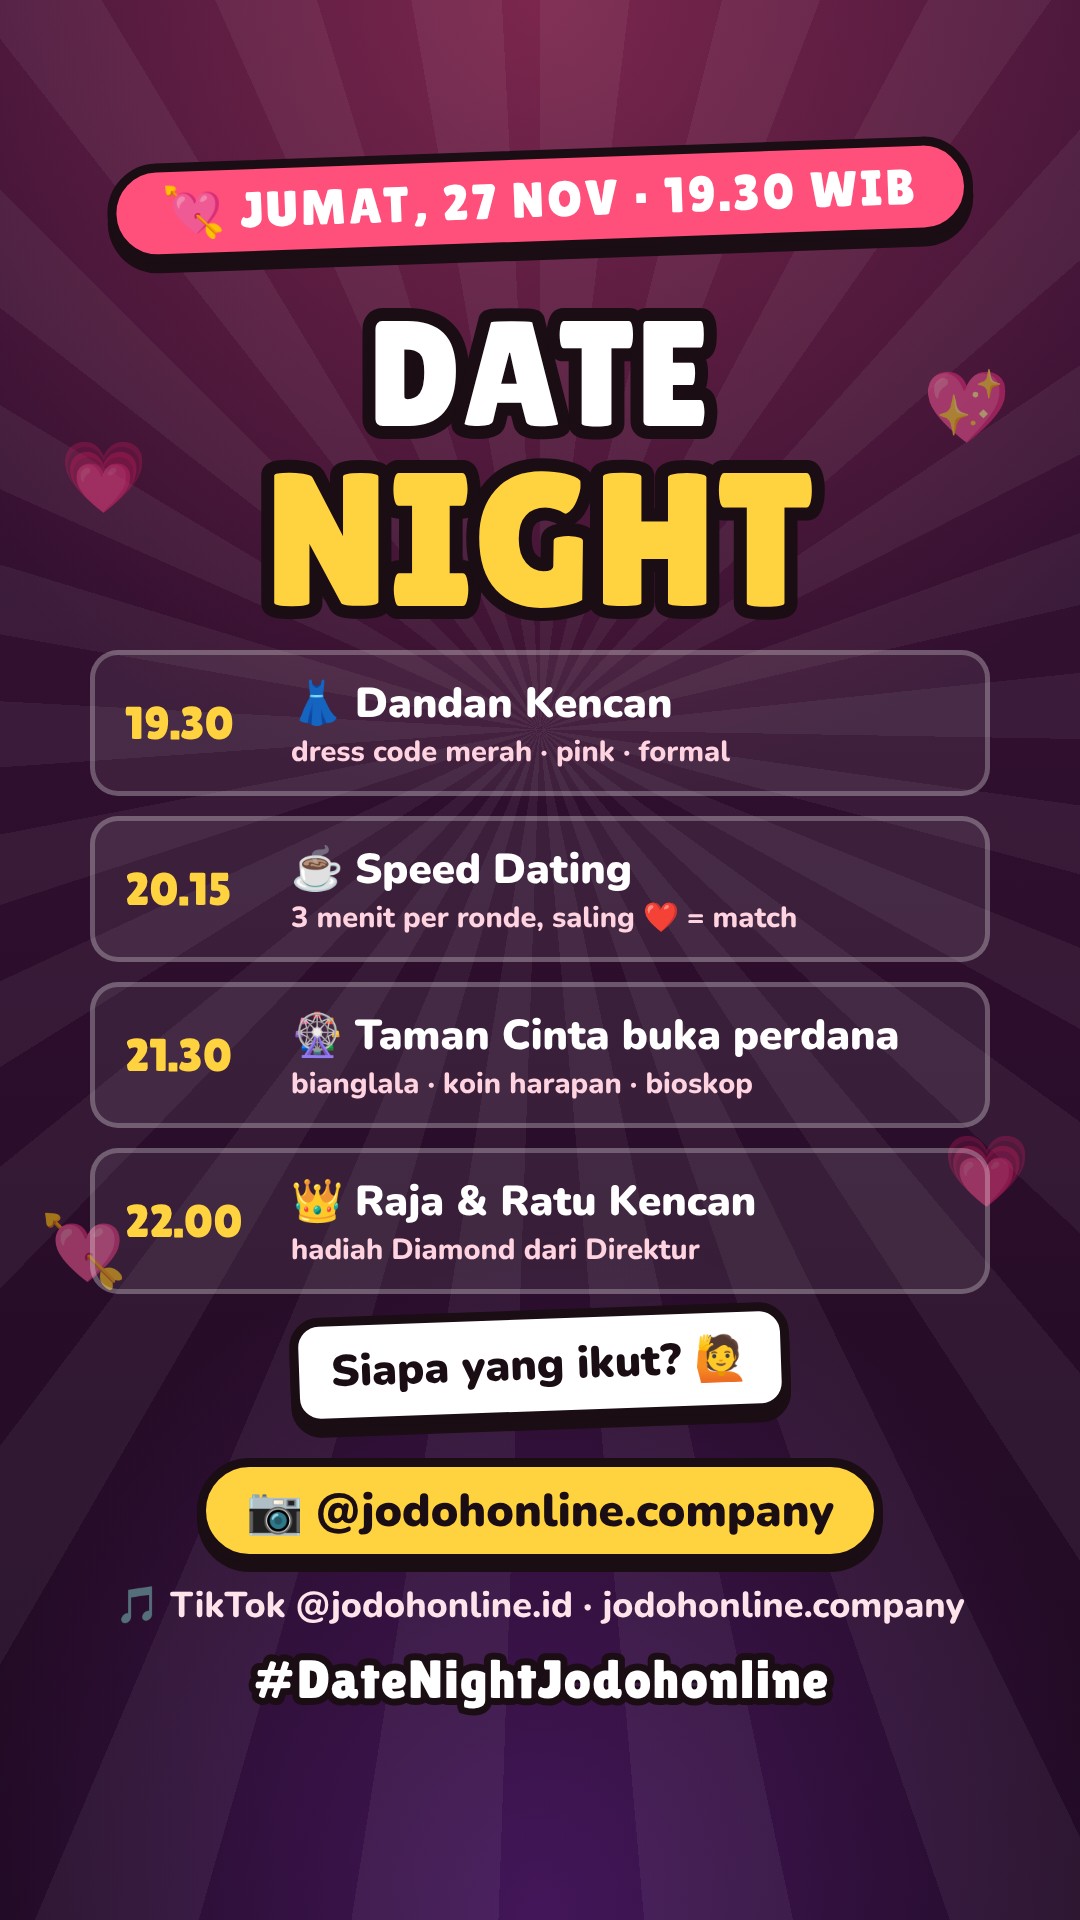 💘 JUMAT, 27 NOV · 19.30 WIB
DATE
NIGHT
19.30
👗 Dandan Kencan
dress code merah · pink · formal
20.15
☕ Speed Dating
3 menit per ronde, saling ❤️ = match
21.30
🎡 Taman Cinta buka perdana
bianglala · koin harapan · bioskop
22.00
👑 Raja & Ratu Kencan
hadiah Diamond dari Direktur
Siapa yang ikut? 🙋
📷 @jodohonline.company
🎵 TikTok @jodohonline.id · jodohonline.company
#DateNightJodohonline